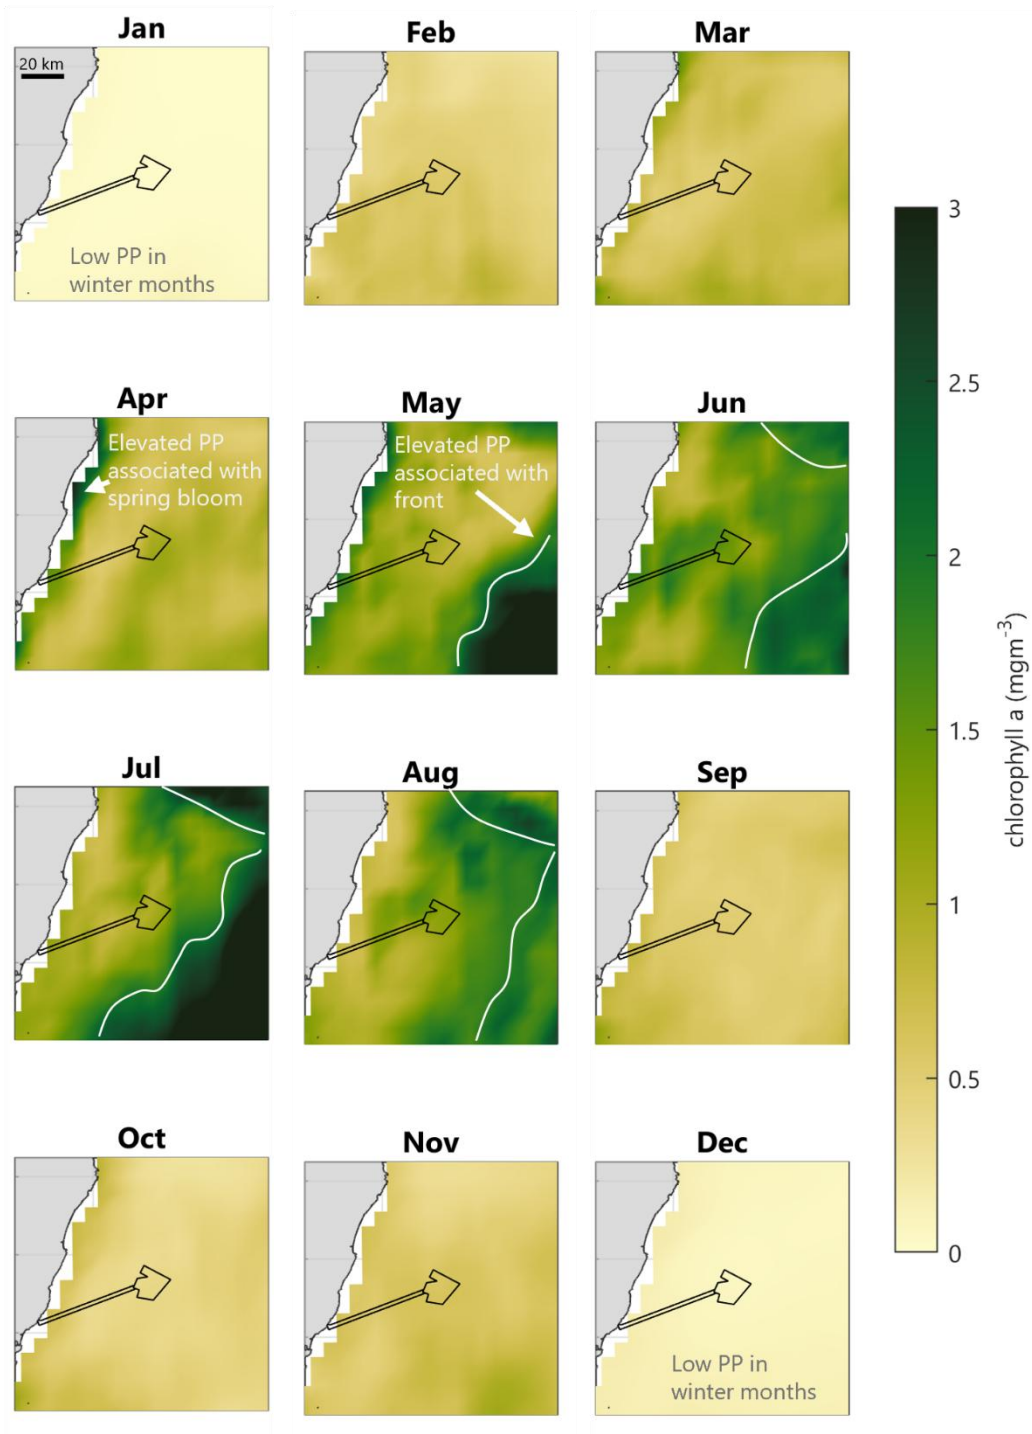 Jan
Feb
Mar
20 km
Low PP in
winter months
Apr
May
Jun
Elevated PP
associated with
spring bloom
Elevated PP
associated with
front
Jul
Aug
Sep
Oct
Nov
Dec
Low PP in
winter months
3
2.5
2
1.5
1
0.5
0
chlorophyll a (mgm⁻³)